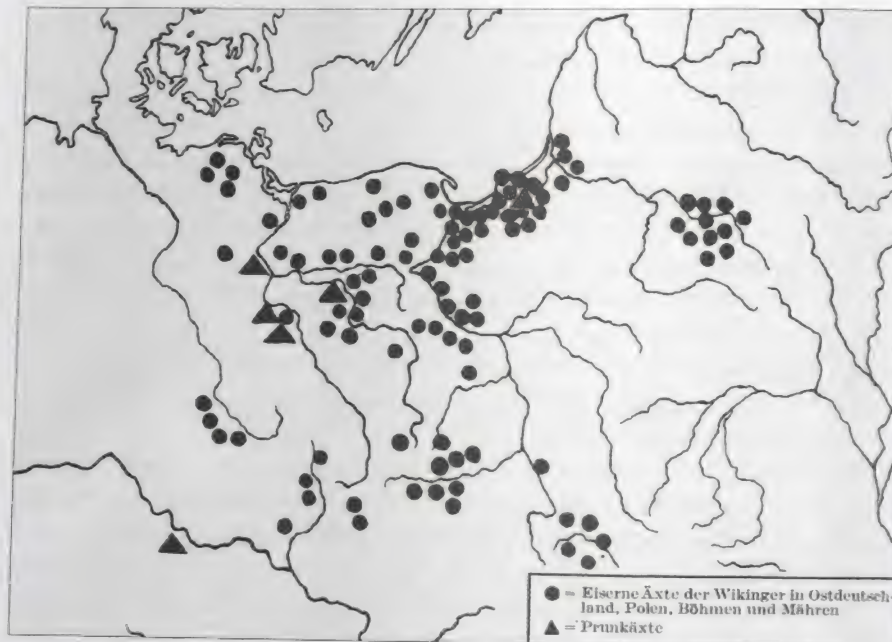 ● = Eiserne Äxte der Wikinger in Ostdeutsch-
land, Polen, Böhmen und Mähren
▲ = Prunkäxte